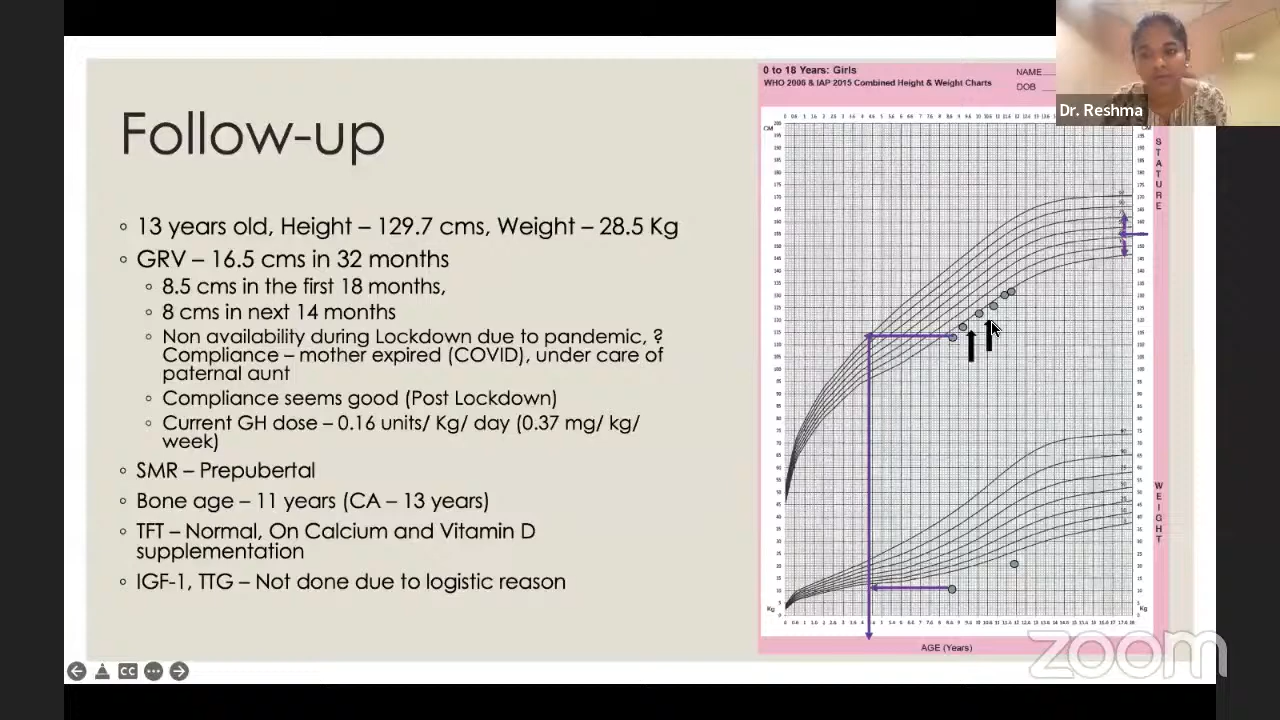 Follow-up
13 years old, Height – 129.7 cms, Weight – 28.5 Kg
GRV – 16.5 cms in 32 months
8.5 cms in the first 18 months,
8 cms in next 14 months
Non availability during Lockdown due to pandemic, ?
Compliance – mother expired (COVID), under care of
paternal aunt
Compliance seems good (Post Lockdown)
Current GH dose – 0.16 units/ Kg/ day (0.37 mg/ kg/
week)
SMR – Prepubertal
Bone age – 11 years (CA – 13 years)
TFT – Normal, On Calcium and Vitamin D
supplementation
IGF-1, TTG – Not done due to logistic reason
0 to 18 Years: Girls
WHO 2006 & IAP 2015 Combined Height & Weight Charts
NAME
DOB
CM
CM
STATURE
WEIGHT
Kg
Kg
AGE (Years)
Dr. Reshma
CC
zoom